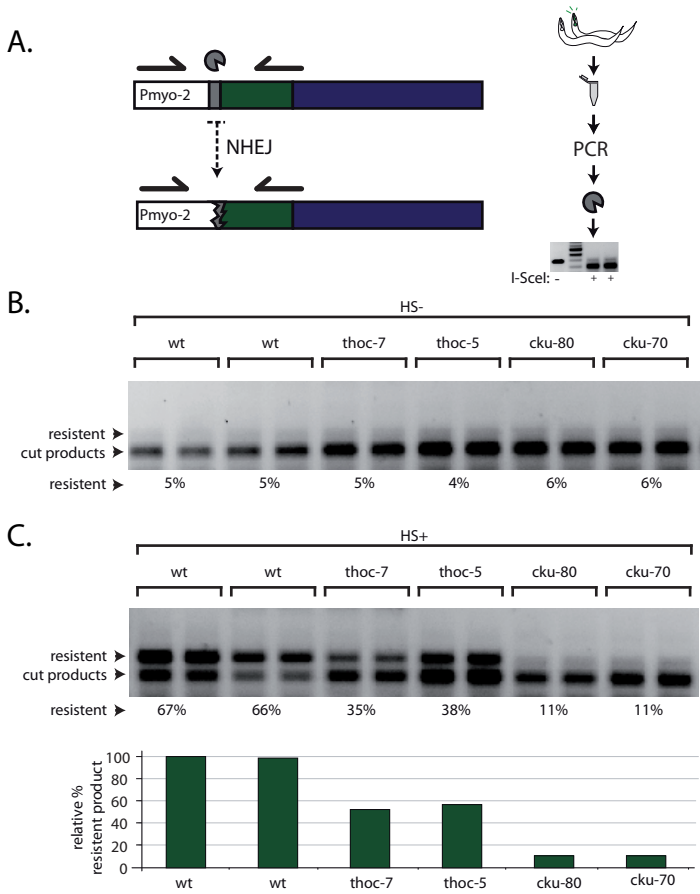 A.
Pmyo-2
NHEJ
Pmyo-2
PCR
I-SceI: - + +
B.
HS-
wt wt thoc-7 thoc-5 cku-80 cku-70
resistent
cut products
resistent 5% 5% 5% 4% 6% 6%
C.
HS+
wt wt thoc-7 thoc-5 cku-80 cku-70
resistent
cut products
resistent 67% 66% 35% 38% 11% 11%
relative %
resistent product
100
80
60
40
20
0
wt wt thoc-7 thoc-5 cku-80 cku-70